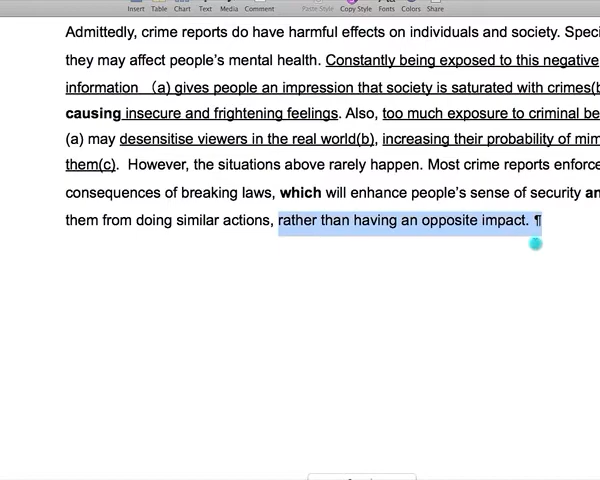 Insert Table Chart Text Media Comment Paste Style Copy Style Fonts Colors Share
Admittedly, crime reports do have harmful effects on individuals and society. Speci
they may affect people's mental health. Constantly being exposed to this negative
information （a) gives people an impression that society is saturated with crimes(b
causing insecure and frightening feelings. Also, too much exposure to criminal be
(a) may desensitise viewers in the real world(b), increasing their probability of mim
them(c). However, the situations above rarely happen. Most crime reports enforce
consequences of breaking laws, which will enhance people's sense of security an
them from doing similar actions, rather than having an opposite impact. ¶